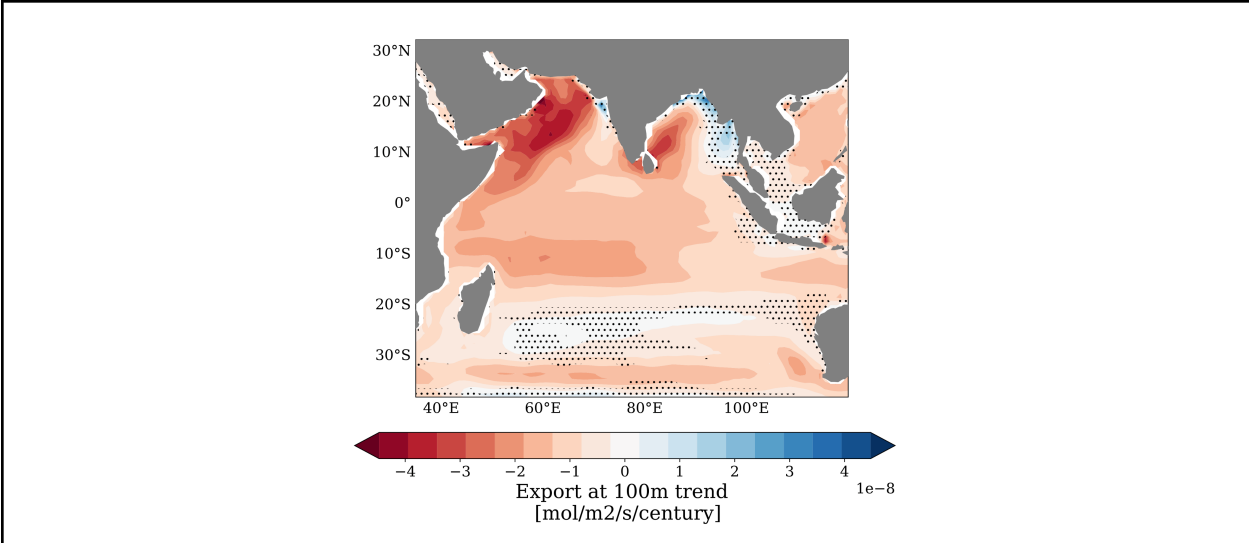 30°N
20°N
10°N
0°
10°S
20°S
30°S
40°E 60°E 80°E 100°E
−4 −3 −2 −1 0 1 2 3 4
1e−8
Export at 100m trend
[mol/m2/s/century]